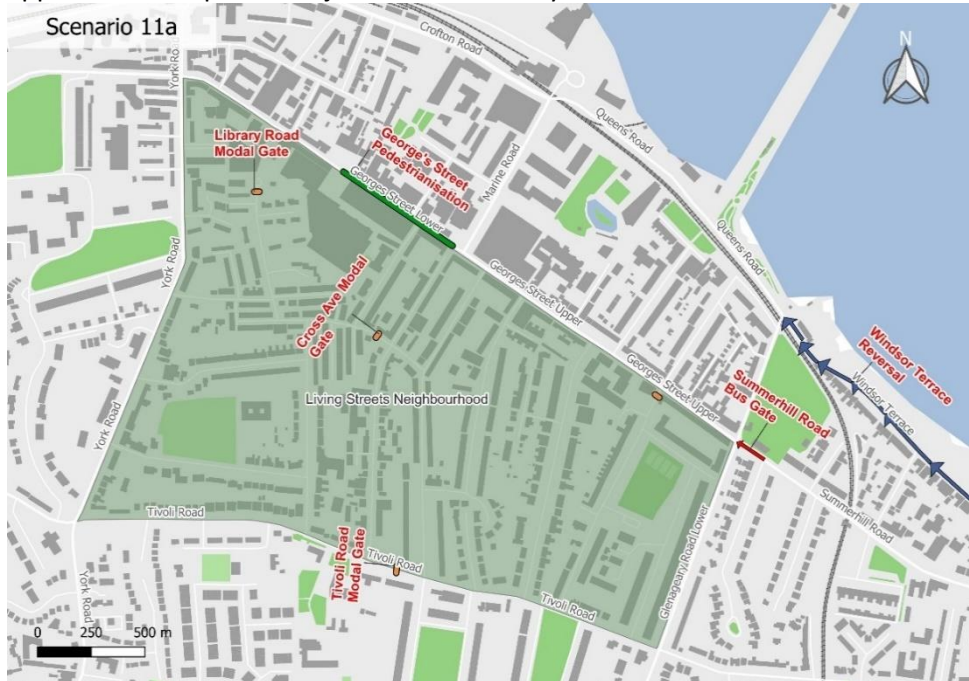 Scenario 11a
N
York Road
Crofton Road
Queens Road
Library Road
Modal Gate
George's Street
Pedestrianisation
Georges Street Lower
Marine Road
Queens Road
York Road
Georges Street Upper
Cross Ave Modal
Gate
Windsor Terrace
Reversal
Windsor Terrace
Living Streets Neighbourhood
Georges Street Upper
Summerhill Road
Bus Gate
York Road
Summerhill Road
Tivoli Road
Tivoli Road
Modal Gate
Tivoli Road
Glenageary Road Lower
Tivoli Road
York Road
0 250 500 m